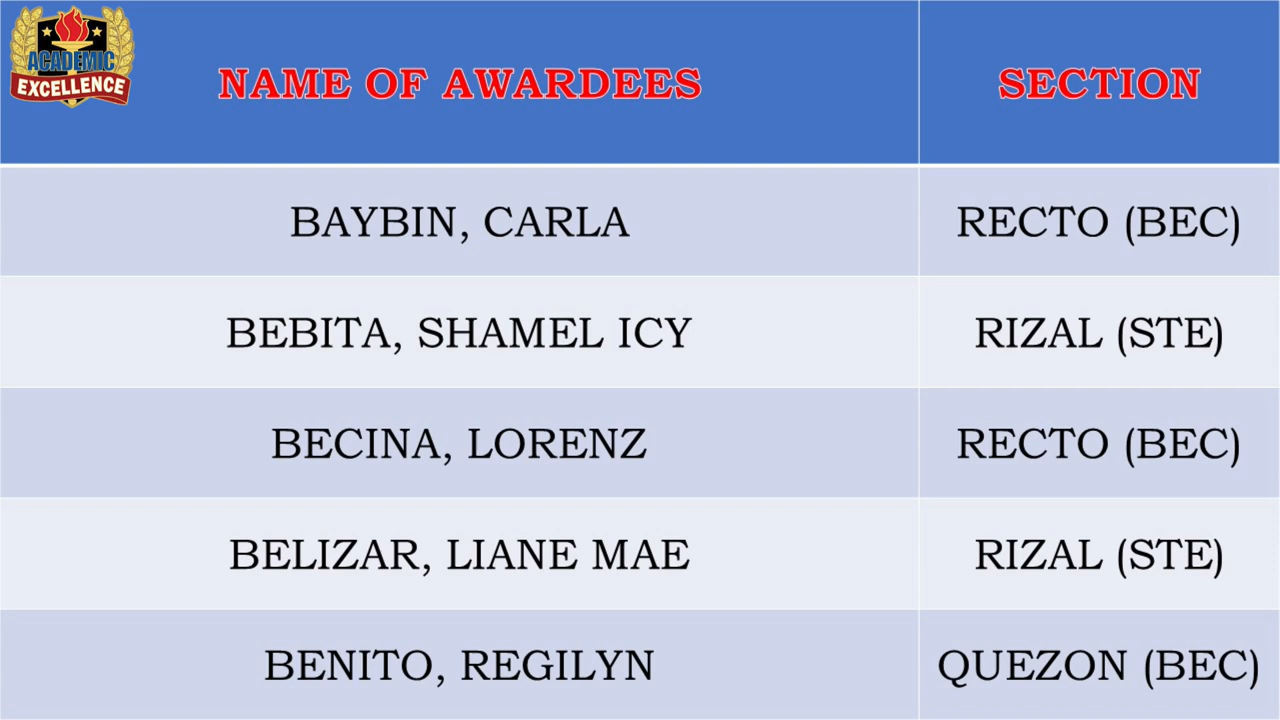 ACADEMIC
EXCELLENCE
NAME OF AWARDEES SECTION
BAYBIN, CARLA RECTO (BEC)
BEBITA, SHAMEL ICY RIZAL (STE)
BECINA, LORENZ RECTO (BEC)
BELIZAR, LIANE MAE RIZAL (STE)
BENITO, REGILYN QUEZON (BEC)